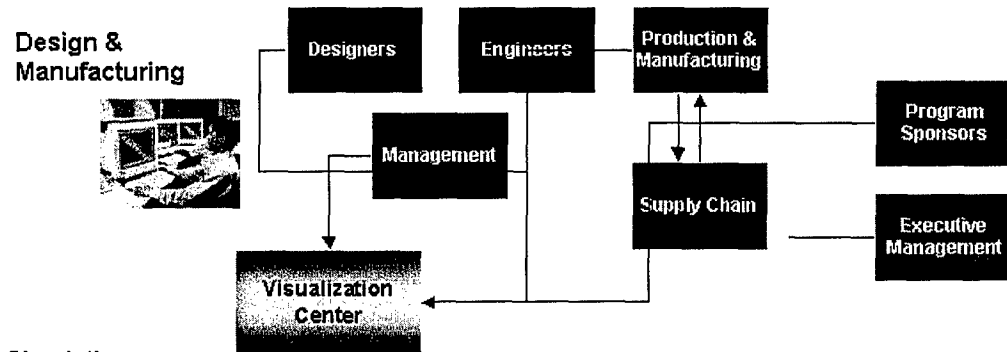 Design &
Manufacturing
Designers
Engineers
Production &
Manufacturing
Program
Sponsors
Management
Supply Chain
Executive
Management
Visualization
Center